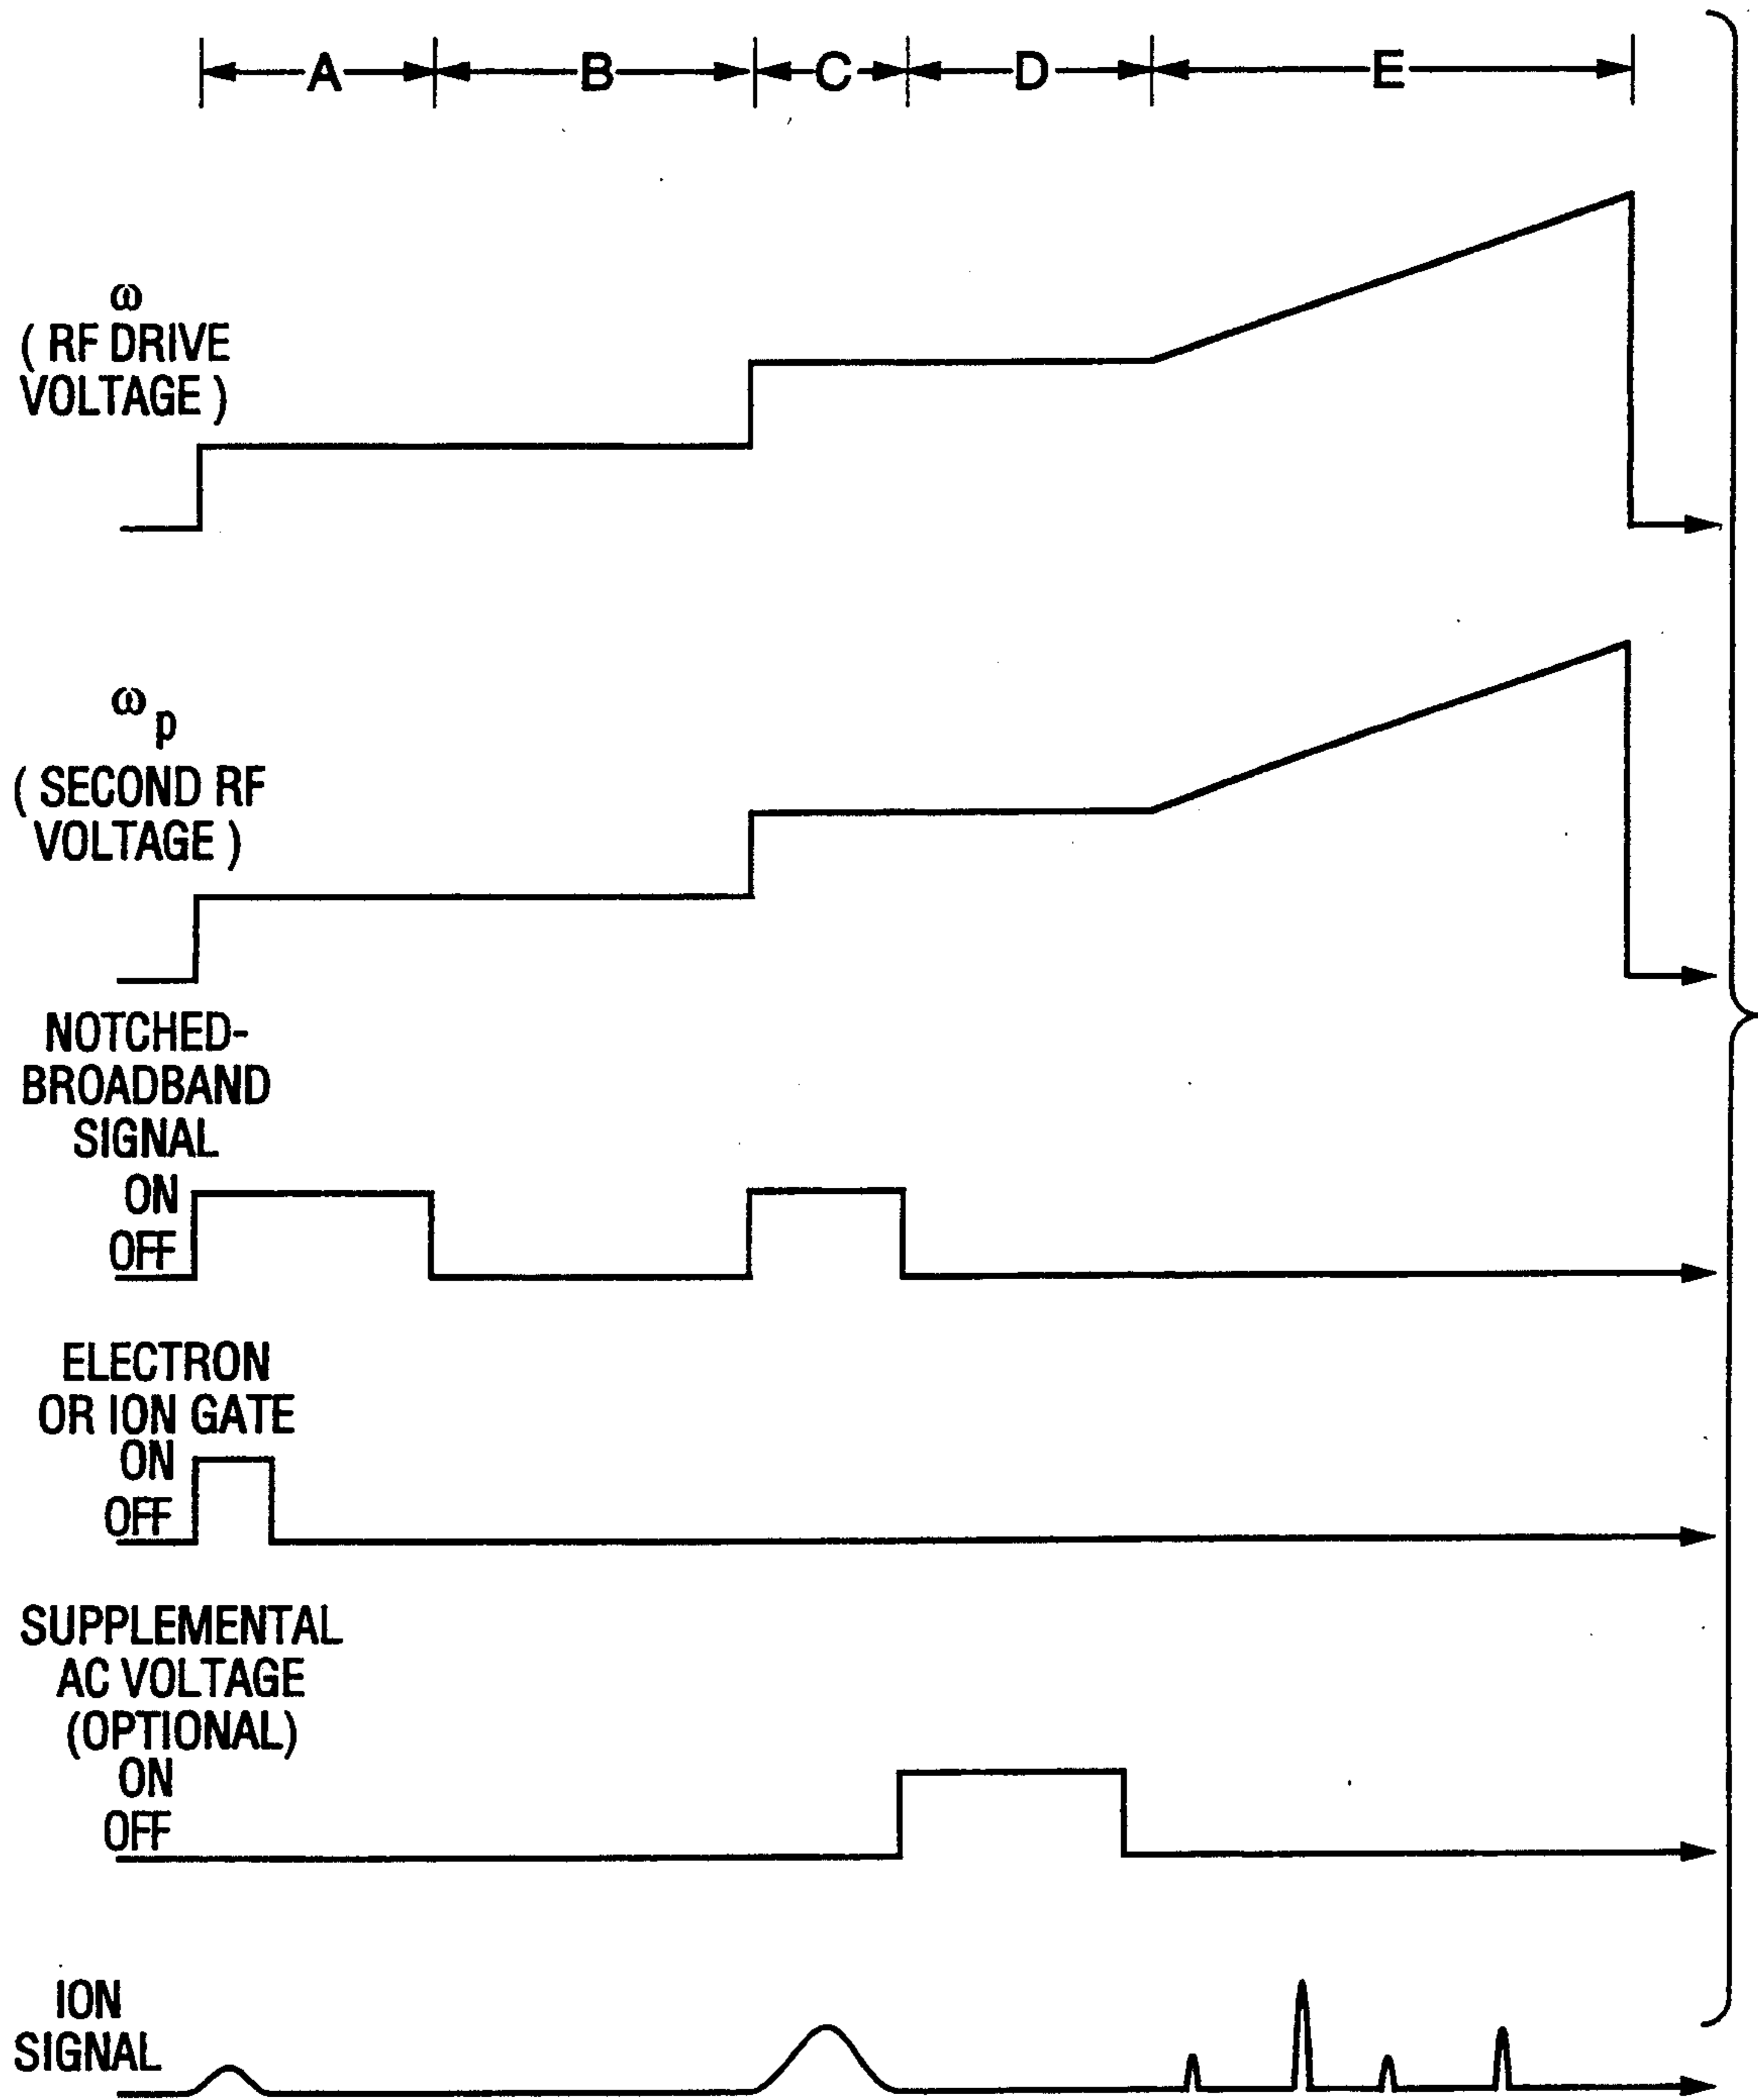 A B C D E
ω
( RF DRIVE
VOLTAGE )
ωp
( SECOND RF
VOLTAGE )
NOTCHED-
BROADBAND
SIGNAL
ON
OFF
ELECTRON
OR ION GATE
ON
OFF
SUPPLEMENTAL
AC VOLTAGE
(OPTIONAL)
ON
OFF
ION
SIGNAL